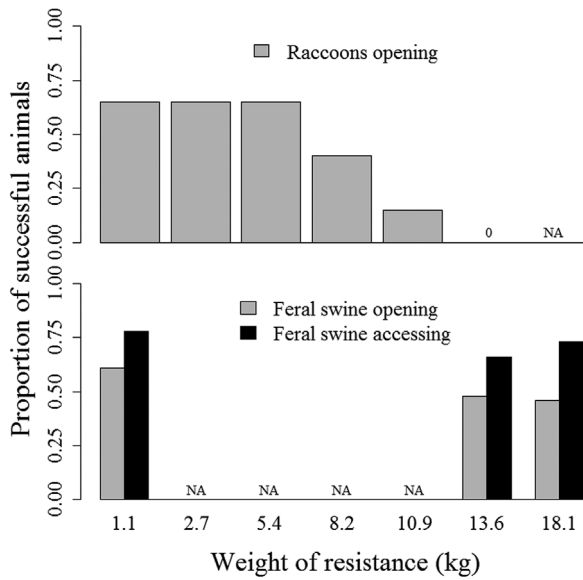 Proportion of successful animals
1.00
0.75
0.50
0.25
0.00
Raccoons opening
0
NA
1.00
0.75
0.50
0.25
0.00
Feral swine opening
Feral swine accessing
NA
NA
NA
NA
1.1 2.7 5.4 8.2 10.9 13.6 18.1
Weight of resistance (kg)